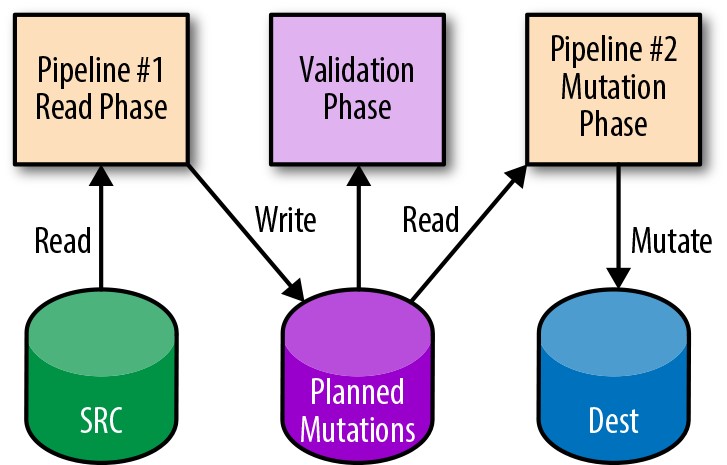 Pipeline #1
Read Phase
Validation
Phase
Pipeline #2
Mutation
Phase
Read
Write
Read
Mutate
SRC
Planned
Mutations
Dest